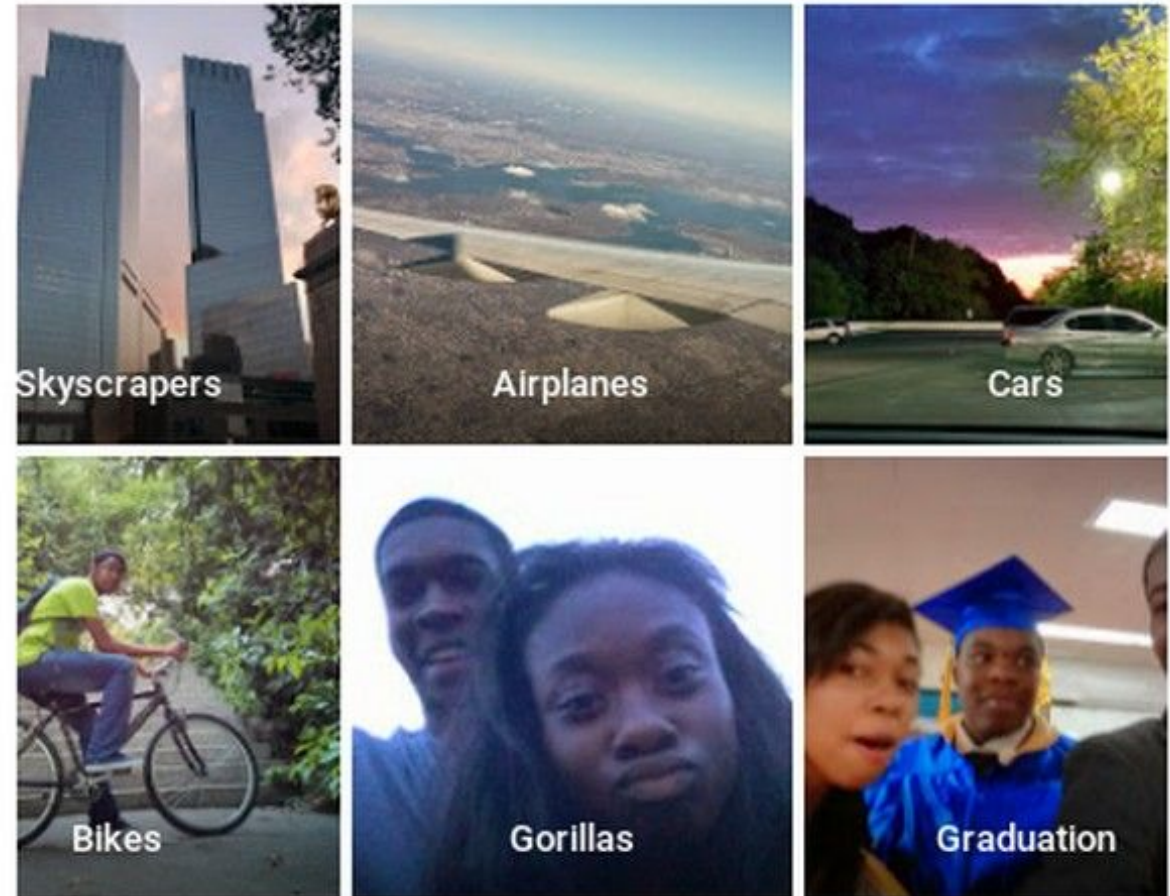 Skyscrapers
Airplanes
Cars
Bikes
Gorillas
Graduation